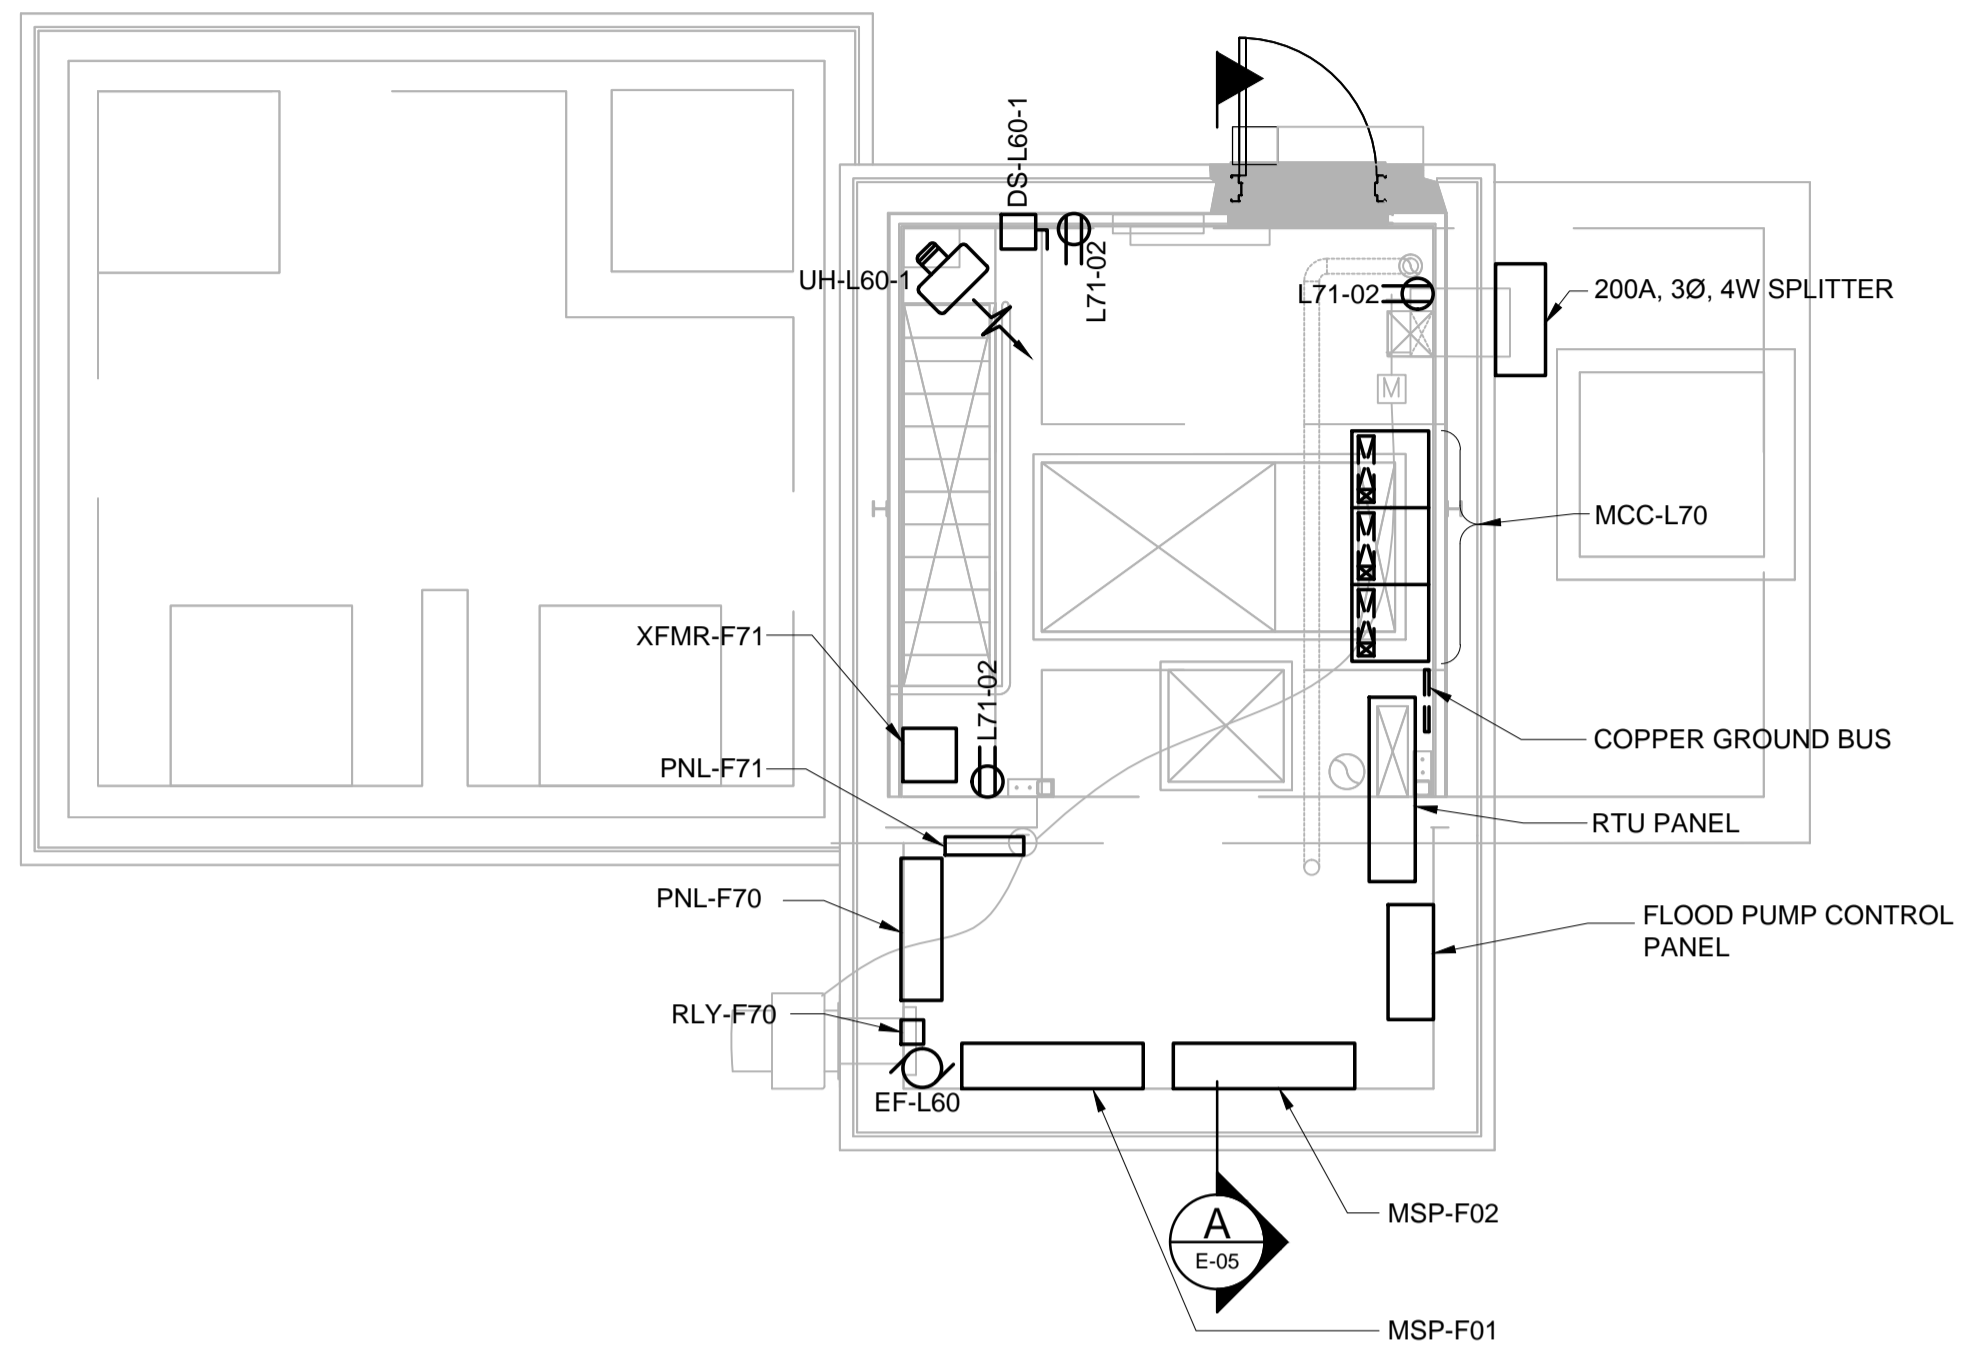 DS-L60-1
UH-L60-1
L71-02
L71-02
200A, 3Ø, 4W SPLITTER
M
MCC-L70
XFMR-F71
L71-02
COPPER GROUND BUS
PNL-F71
RTU PANEL
PNL-F70
FLOOD PUMP CONTROL
PANEL
RLY-F70
EF-L60
MSP-F02
A
E-05
MSP-F01